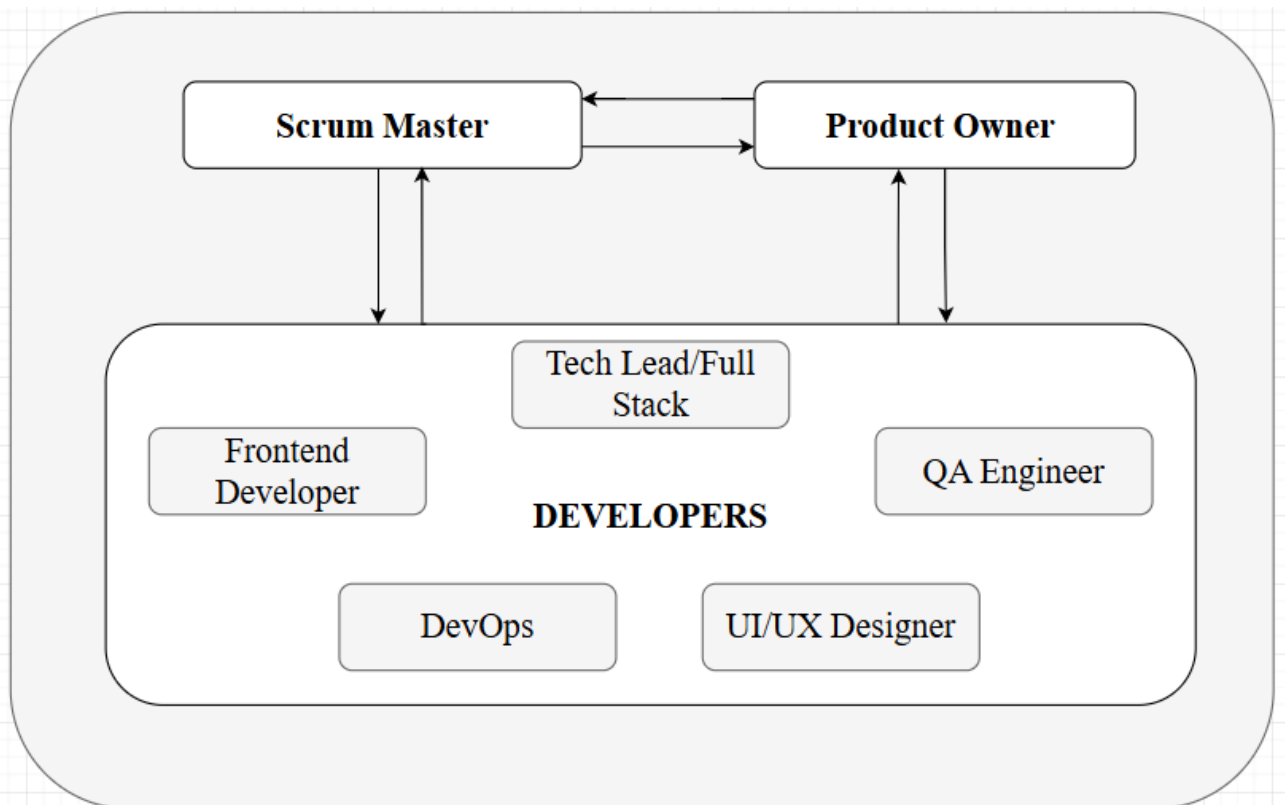 Scrum Master
Product Owner
Tech Lead/Full
Stack
Frontend
Developer
QA Engineer
DEVELOPERS
DevOps
UI/UX Designer